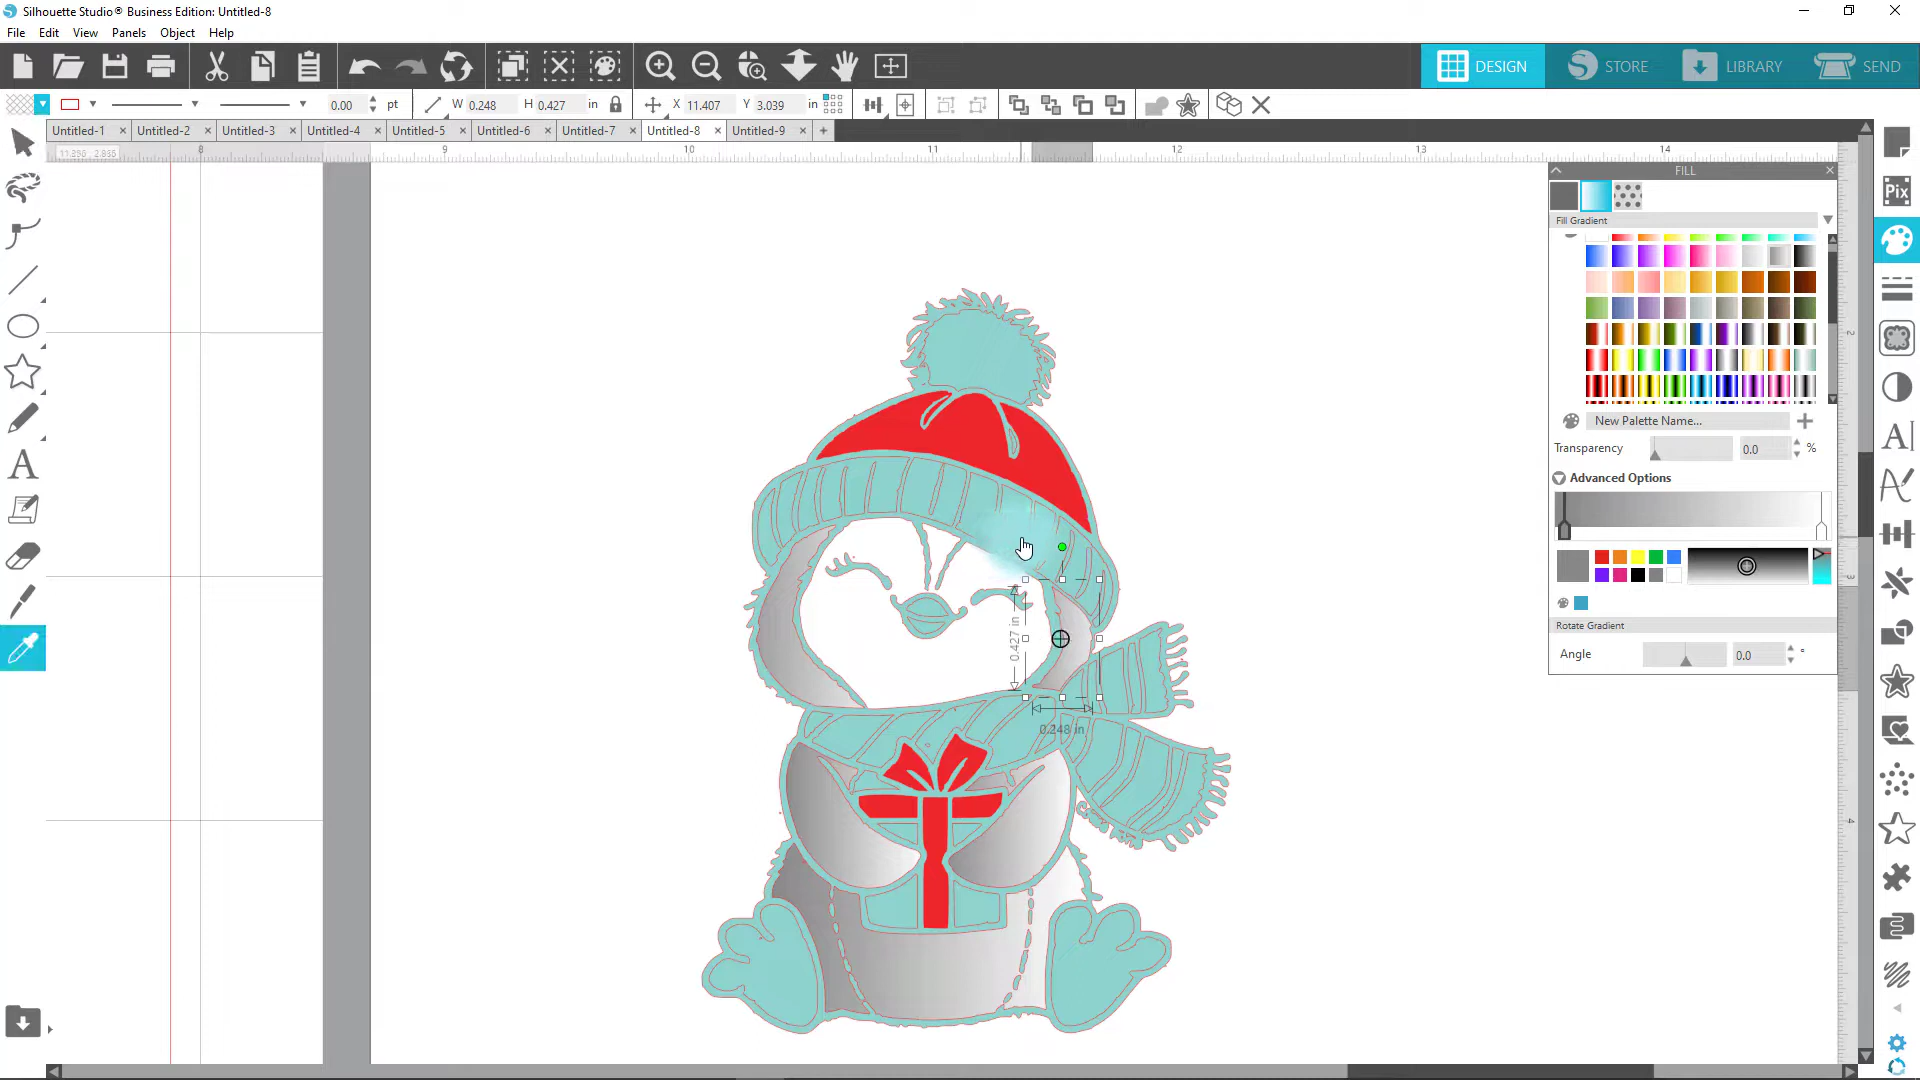 Silhouette Studio® Business Edition: Untitled-8
File Edit View Panels Object Help
DESIGN STORE LIBRARY SEND
0.00 pt W 0.248 H 0.427 in X 11.407 Y 3.039 in
Untitled-1 Untitled-2 Untitled-3 Untitled-4 Untitled-5 Untitled-6 Untitled-7 Untitled-8 Untitled-9
8 9 10 11 12 13 14
FILL
Pix
Fill Gradient
New Palette Name...
Transparency 0.0 %
Advanced Options
Rotate Gradient
Angle 0.0 °
0.427 in
0.248 in
2
3
4